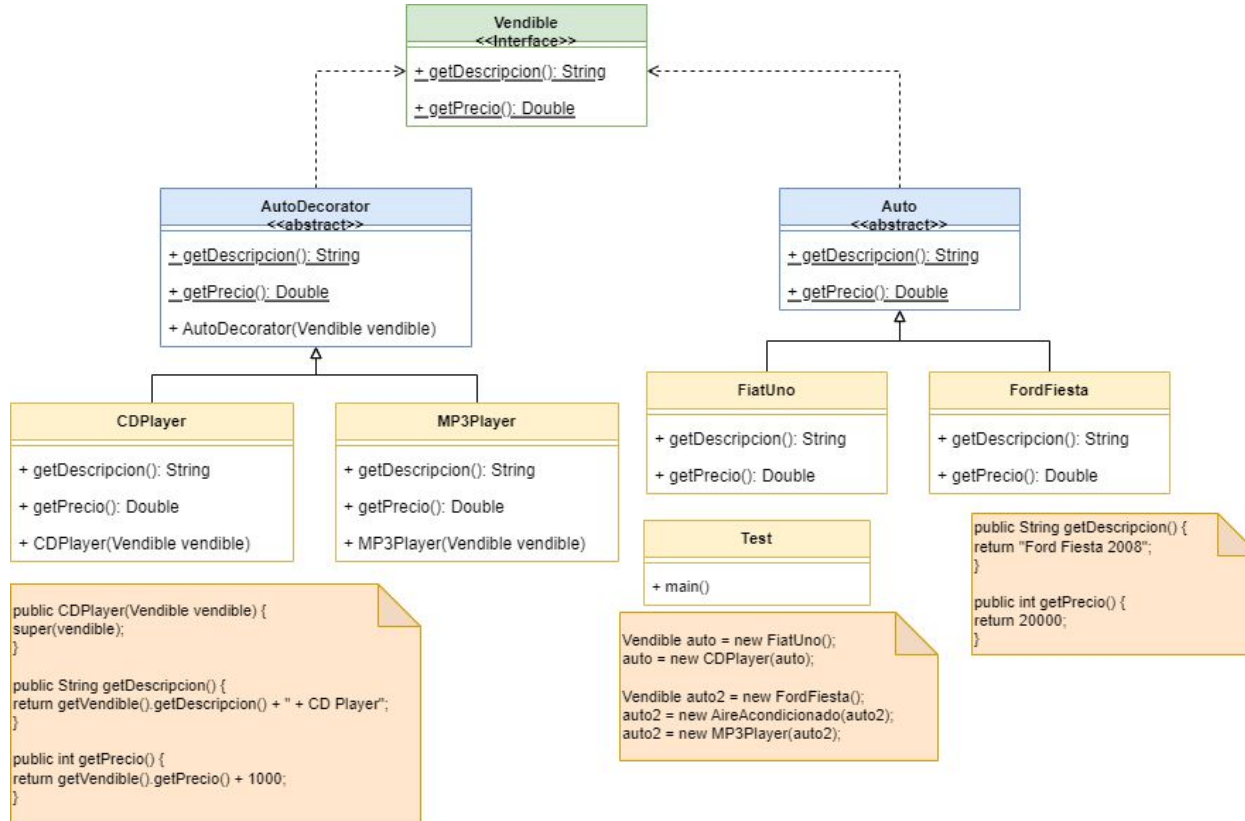 Vendible
<<Interface>>
+ getDescripcion(): String
+ getPrecio(): Double
AutoDecorator
<<abstract>>
+ getDescripcion(): String
+ getPrecio(): Double
+ AutoDecorator(Vendible vendible)
Auto
<<abstract>>
+ getDescripcion(): String
+ getPrecio(): Double
CDPlayer
+ getDescripcion(): String
+ getPrecio(): Double
+ CDPlayer(Vendible vendible)
MP3Player
+ getDescripcion(): String
+ getPrecio(): Double
+ MP3Player(Vendible vendible)
FiatUno
+ getDescripcion(): String
+ getPrecio(): Double
FordFiesta
+ getDescripcion(): String
+ getPrecio(): Double
public CDPlayer(Vendible vendible) {
super(vendible);
}
public String getDescripcion() {
return getVendible().getDescripcion() + " + CD Player";
}
public int getPrecio() {
return getVendible().getPrecio() + 1000;
}
Test
+ main()
Vendible auto = new FiatUno();
auto = new CDPlayer(auto);
Vendible auto2 = new FordFiesta();
auto2 = new AireAcondicionado(auto2);
auto2 = new MP3Player(auto2);
public String getDescripcion() {
return "Ford Fiesta 2008";
}
public int getPrecio() {
return 20000;
}